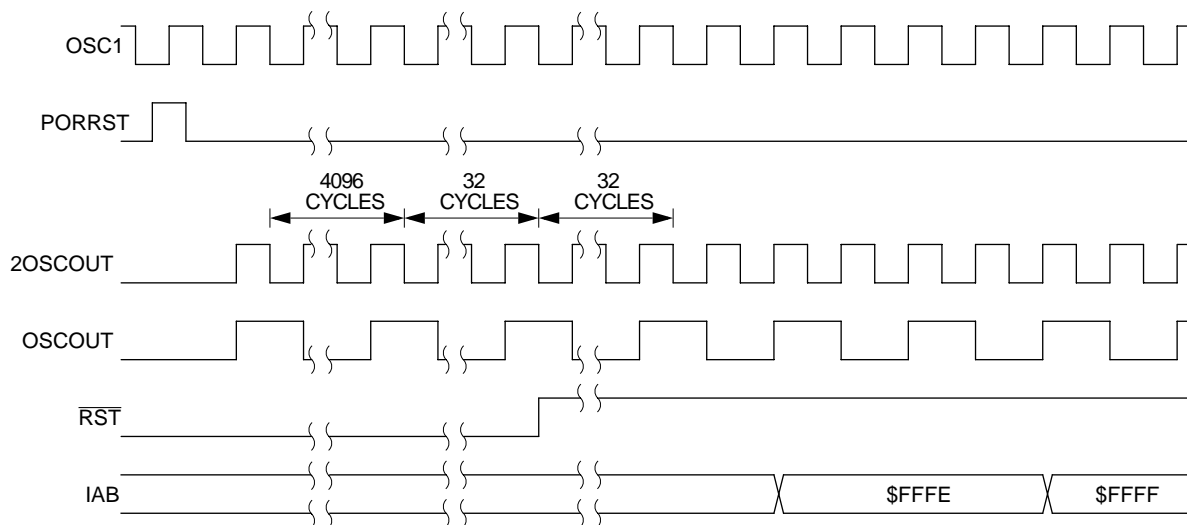 OSC1
PORRST
4096
CYCLES
32
CYCLES
32
CYCLES
2OSCOUT
OSCOUT
RST
IAB
$FFFE
$FFFF